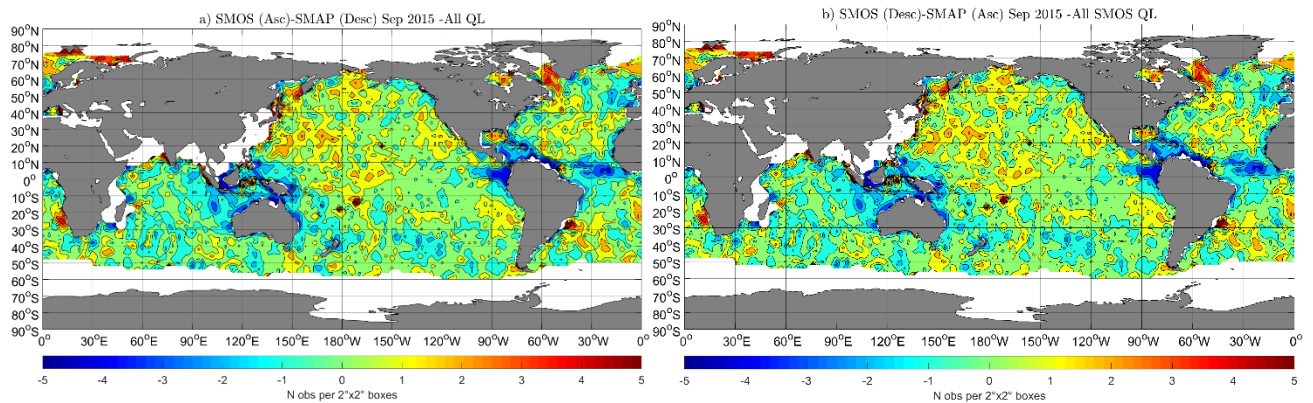 a) SMOS (Asc)-SMAP (Desc) Sep 2015 -All QL
90°N
80°N
70°N
60°N
50°N
40°N
30°N
20°N
10°N
0°
10°S
20°S
30°S
40°S
50°S
60°S
70°S
80°S
90°S
0° 30°E 60°E 90°E 120°E 150°E 180°W 150°W 120°W 90°W 60°W 30°W 0°
-5 -4 -3 -2 -1 0 1 2 3 4 5
N obs per 2°x2° boxes
b) SMOS (Desc)-SMAP (Asc) Sep 2015 -All SMOS QL
90°N
80°N
70°N
60°N
50°N
40°N
30°N
20°N
10°N
0°
10°S
20°S
30°S
40°S
50°S
60°S
70°S
80°S
90°S
0° 30°E 60°E 90°E 120°E 150°E 180°W 150°W 120°W 90°W 60°W 30°W 0°
-5 -4 -3 -2 -1 0 1 2 3 4 5
N obs per 2°x2° boxes